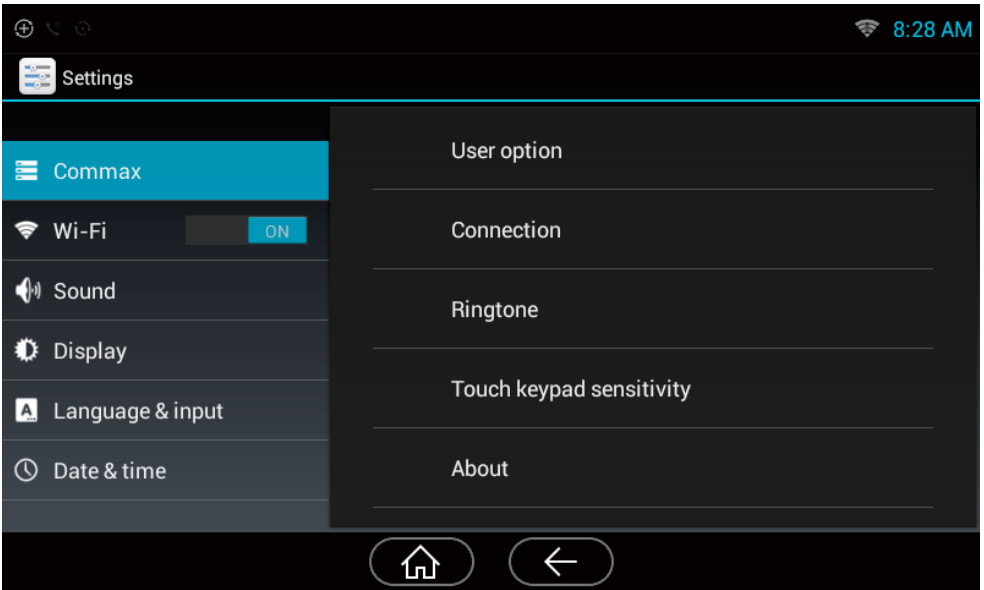 8:28 AM
Settings
Commax
Wi-Fi
ON
Sound
Display
Language & input
Date & time
User option
Connection
Ringtone
Touch keypad sensitivity
About